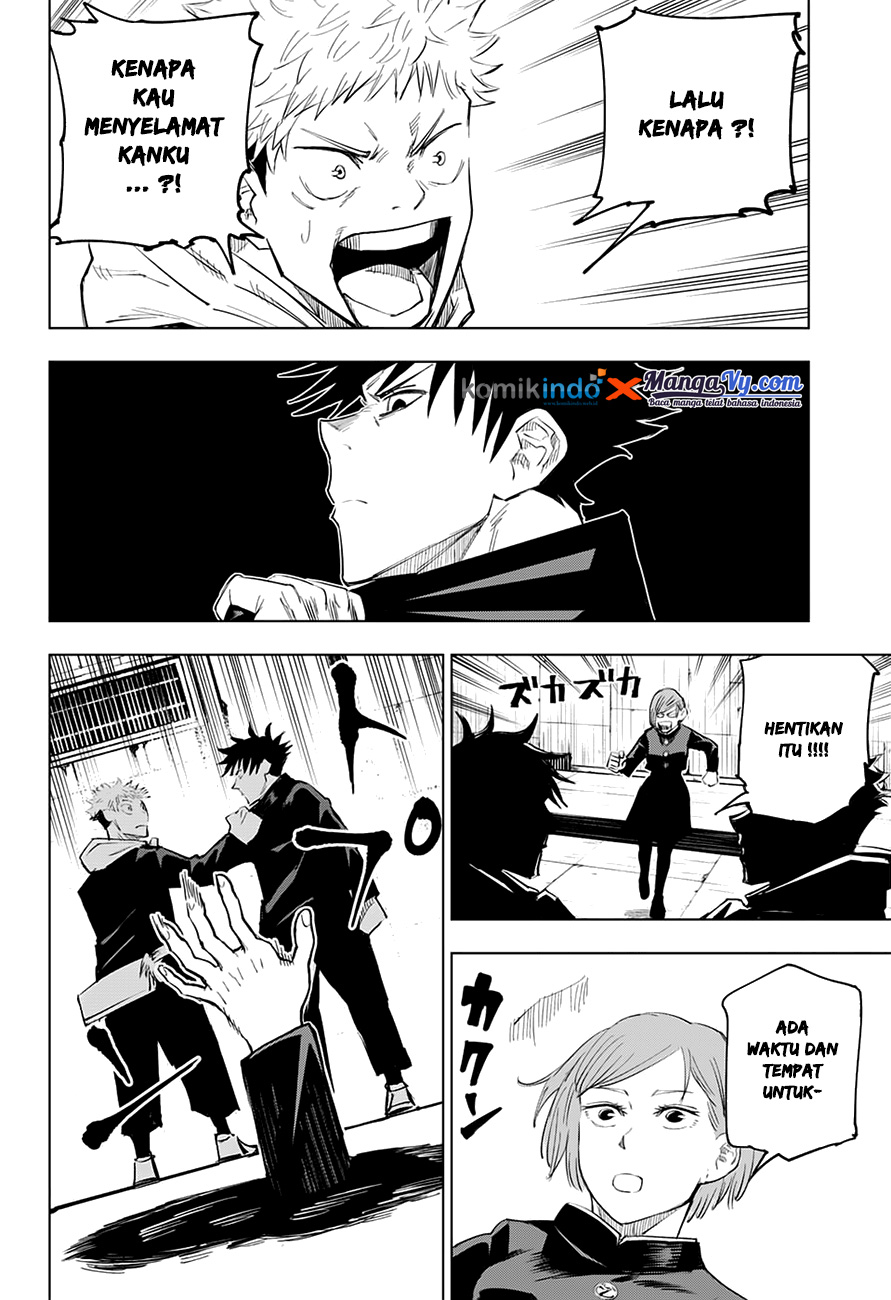 LALU
KENAPA ?!
KENAPA
KAU
MENYELAMAT
KANKU
... ?!
komikindo
MangaVy.com
Baca manga telat bahasa indonesia
HENTIKAN
ITU !!!!
ズカズカ
ADA
WAKTU DAN
TEMPAT
UNTUK-
カクン